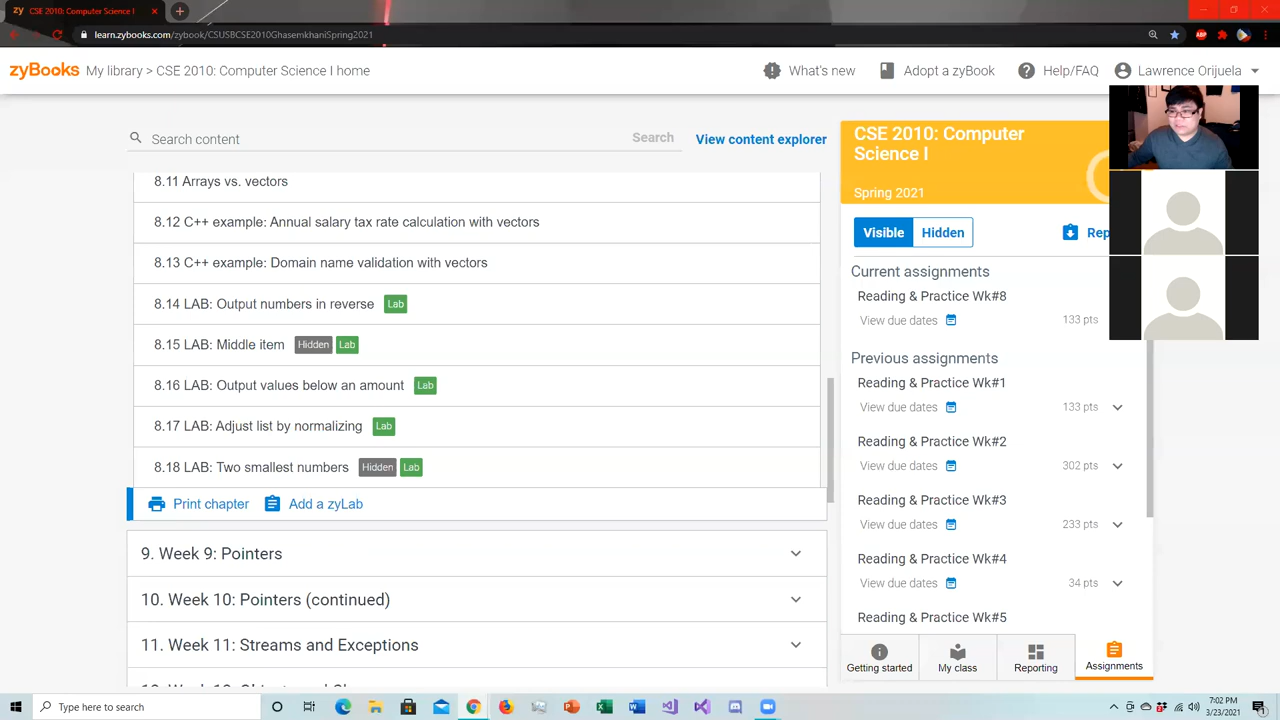 zy CSE 2010: Computer Science I
learn.zybooks.com/zybook/CSUSBCSE2010GhasemkhaniSpring2021
ABP
zyBooks My library > CSE 2010: Computer Science I home
What's new
Adopt a zyBook
Help/FAQ
Lawrence Orijuela
Search content
Search
View content explorer
8.11 Arrays vs. vectors
8.12 C++ example: Annual salary tax rate calculation with vectors
8.13 C++ example: Domain name validation with vectors
8.14 LAB: Output numbers in reverse Lab
8.15 LAB: Middle item Hidden Lab
8.16 LAB: Output values below an amount Lab
8.17 LAB: Adjust list by normalizing Lab
8.18 LAB: Two smallest numbers Hidden Lab
Print chapter Add a zyLab
9. Week 9: Pointers
10. Week 10: Pointers (continued)
11. Week 11: Streams and Exceptions
CSE 2010: Computer
Science I
Spring 2021
Visible Hidden
Rep
Current assignments
Reading & Practice Wk#8
View due dates 133 pts
Previous assignments
Reading & Practice Wk#1
View due dates 133 pts
Reading & Practice Wk#2
View due dates 302 pts
Reading & Practice Wk#3
View due dates 233 pts
Reading & Practice Wk#4
View due dates 34 pts
Reading & Practice Wk#5
Getting started
My class
Reporting
Assignments
Type here to search
7:02 PM
3/23/2021